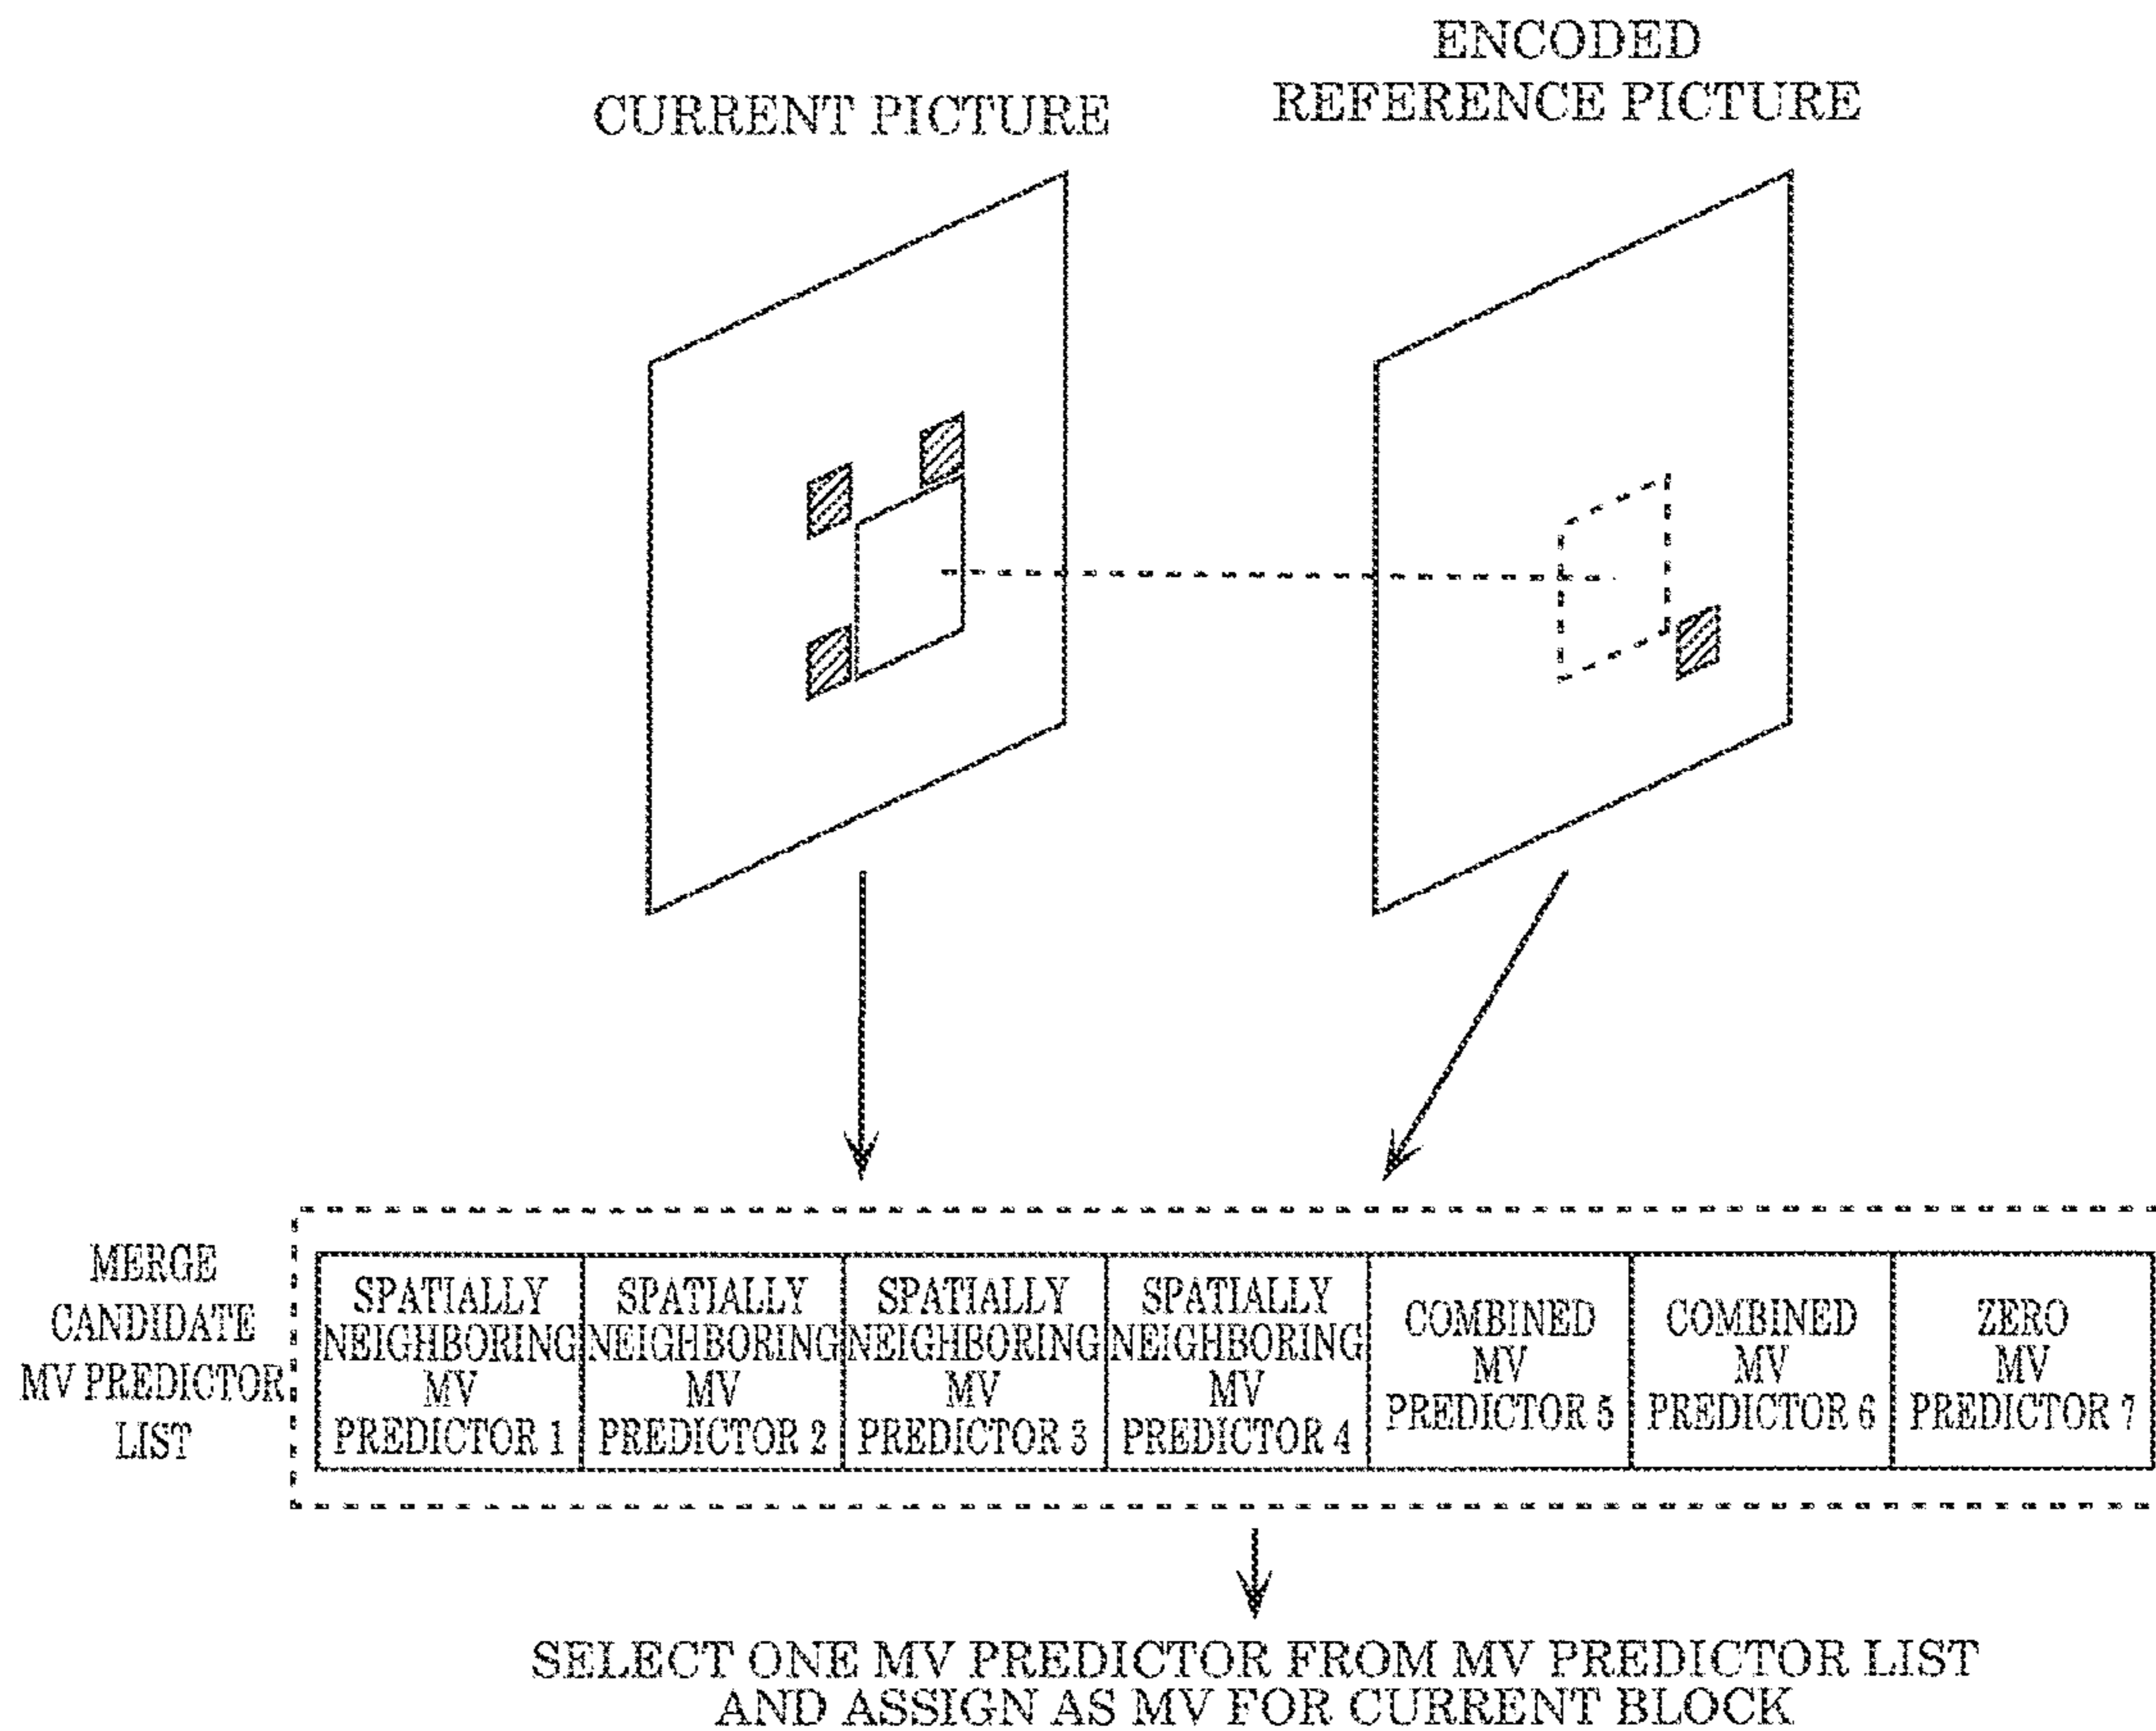 CURRENT PICTURE
ENCODED
REFERENCE PICTURE
MERGE
CANDIDATE
MV PREDICTOR
LIST
SPATIALLY
NEIGHBORING
MV
PREDICTOR 1
SPATIALLY
NEIGHBORING
MV
PREDICTOR 2
SPATIALLY
NEIGHBORING
MV
PREDICTOR 3
SPATIALLY
NEIGHBORING
MV
PREDICTOR 4
COMBINED
MV
PREDICTOR 5
COMBINED
MV
PREDICTOR 6
ZERO
MV
PREDICTOR 7
SELECT ONE MV PREDICTOR FROM MV PREDICTOR LIST
AND ASSIGN AS MV FOR CURRENT BLOCK